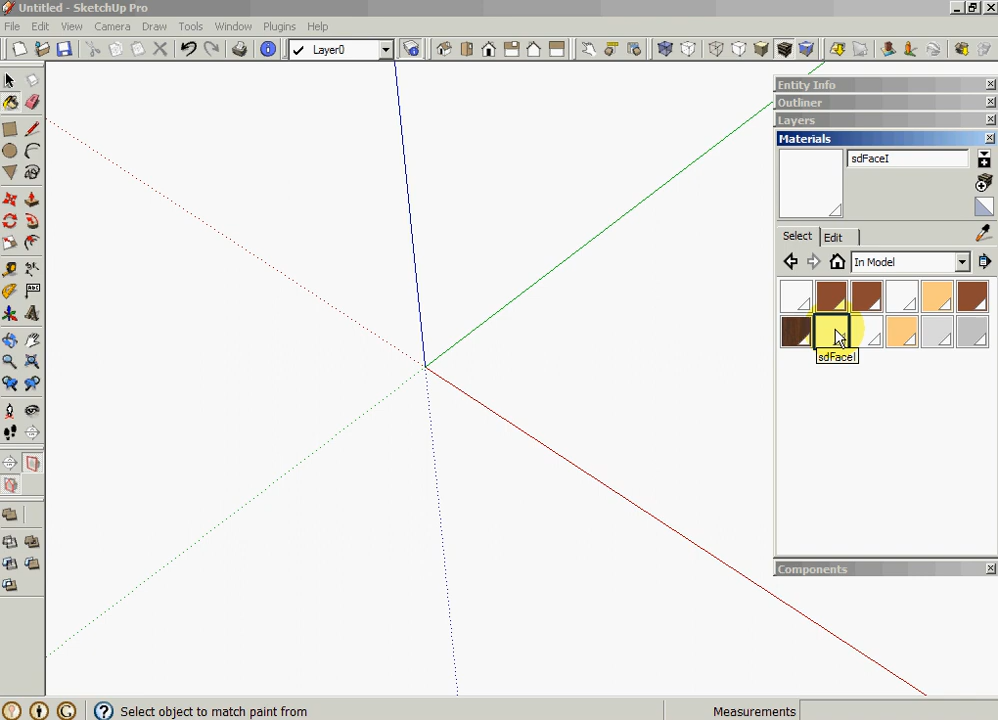 Untitled - SketchUp Pro
File Edit View Camera Draw Tools Window Plugins Help
Layer0
Entity Info
Outliner
Layers
Materials
sdFaceI
Select Edit
In Model
sdFaceI
Components
Select object to match paint from
Measurements